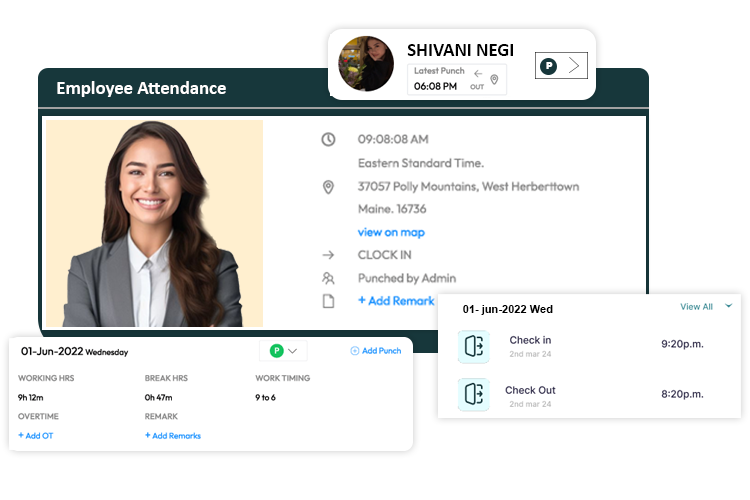 SHIVANI NEGI
Latest Punch
06:08 PM
OUT
P
Employee Attendance
09:08:08 AM
Eastern Standard Time.
37057 Polly Mountains, West Herberttown
Maine. 16736
view on map
CLOCK IN
Punched by Admin
+ Add Remark
01- jun-2022 Wed
View All
Check in
9:20p.m.
2nd mar 24
Check Out
8:20p.m.
2nd mar 24
01-Jun-2022 Wednesday
P
Add Punch
WORKING HRS
BREAK HRS
WORK TIMING
9h 12m
0h 47m
9 to 6
OVERTIME
REMARK
+ Add OT
+ Add Remarks